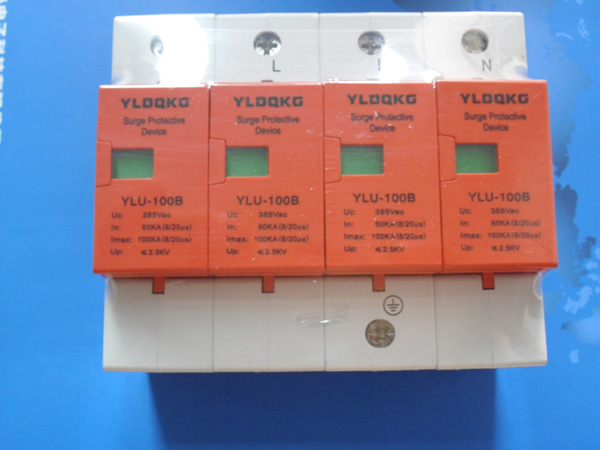 L
L
N
YLDQKG
Surge Protective
Device
YLU-100B
Uc: 385Vac
In: 60KA(8/20us)
Imax: 100KA(8/20us)
Up: ≤2.5KV
YLDQKG
Surge Protective
Device
YLU-100B
Uc: 385Vac
In: 60KA(8/20us)
Imax: 100KA(8/20us)
Up: ≤2.5KV
YLDQKG
Surge Protective
Device
YLU-100B
Uc: 385Vac
In: 60KA(8/20us)
Imax: 100KA(8/20us)
Up: ≤2.5KV
YLDQKG
Surge Protective
Device
YLU-100B
Uc: 385Vac
In: 60KA(8/20us)
Imax: 100KA(8/20us)
Up: ≤2.5KV